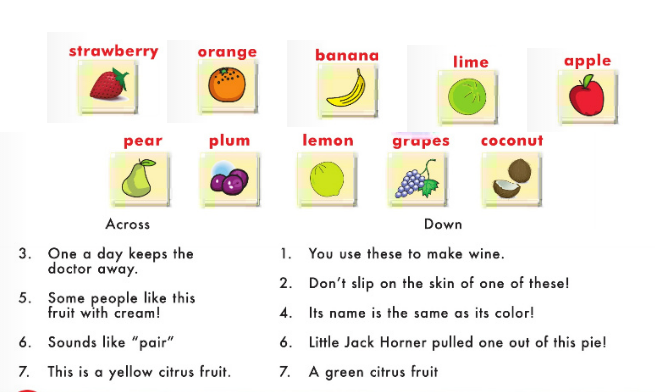 strawberry orange banana lime apple
pear plum lemon grapes coconut
Across
3. One a day keeps the
doctor away.
5. Some people like this
fruit with cream!
6. Sounds like “pair”
7. This is a yellow citrus fruit.
Down
1. You use these to make wine.
2. Don’t slip on the skin of one of these!
4. Its name is the same as its color!
6. Little Jack Horner pulled one out of this pie!
7. A green citrus fruit